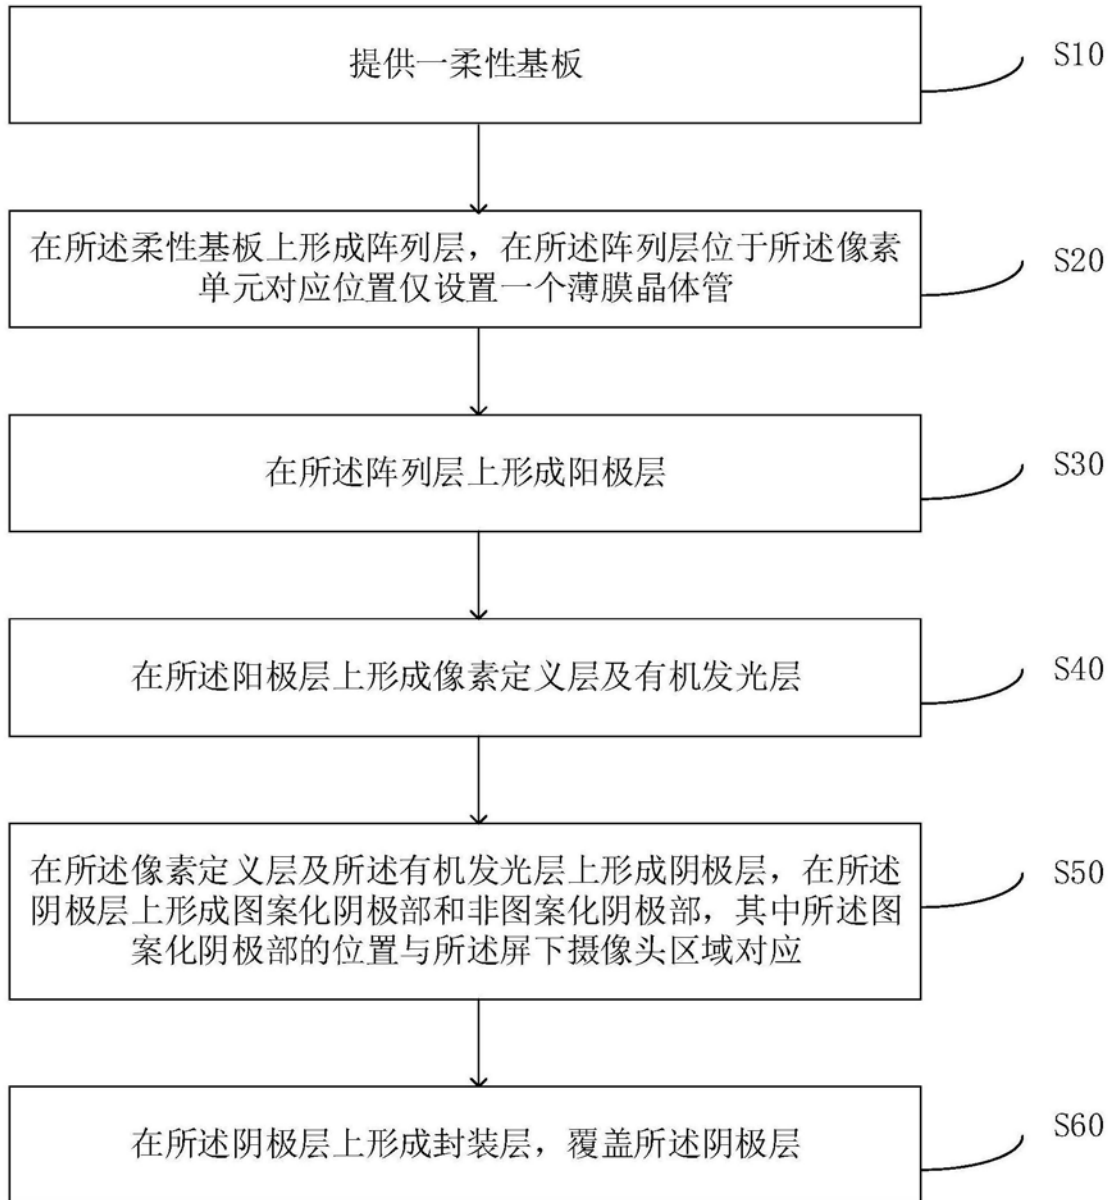 提供一柔性基板
S10
在所述柔性基板上形成阵列层，在所述阵列层位于所述像素
单元对应位置仅设置一个薄膜晶体管
S20
在所述阵列层上形成阳极层
S30
在所述阳极层上形成像素定义层及有机发光层
S40
在所述像素定义层及所述有机发光层上形成阴极层，在所述
阴极层上形成图案化阴极部和非图案化阴极部，其中所述图
案化阴极部的位置与所述屏下摄像头区域对应
S50
在所述阴极层上形成封装层，覆盖所述阴极层
S60